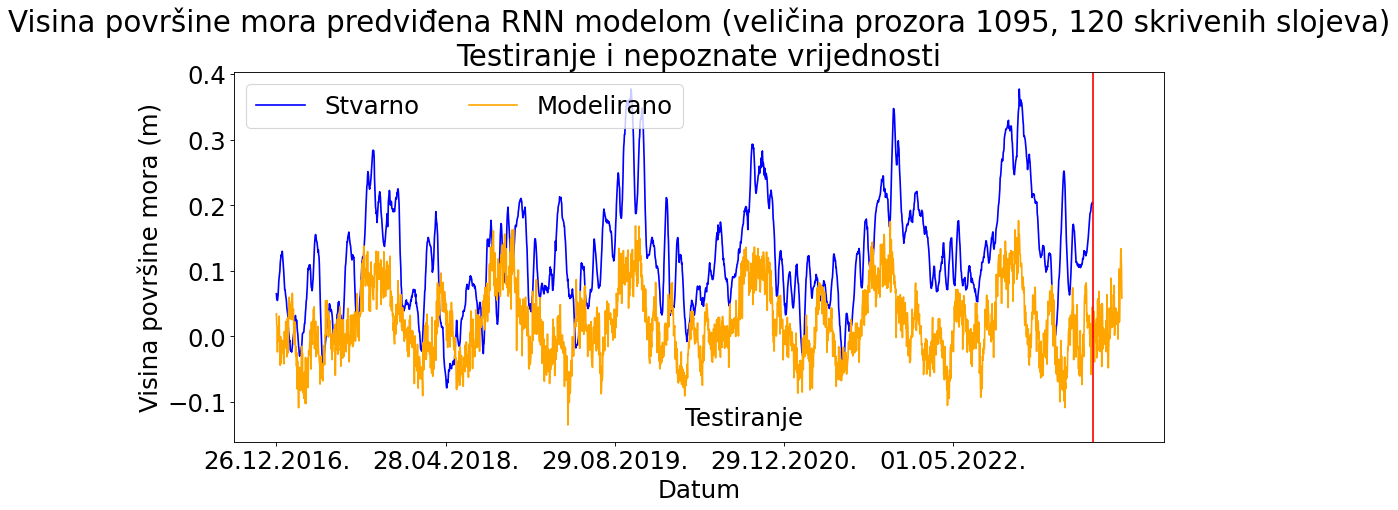 Visina površine mora predviđena RNN modelom (veličina prozora 1095, 120 skrivenih slojeva)
Testiranje i nepoznate vrijednosti
Stvarno
Modelirano
Visina površine mora (m)
0.4
0.3
0.2
0.1
0.0
−0.1
Testiranje
26.12.2016.
28.04.2018.
29.08.2019.
29.12.2020.
01.05.2022.
Datum